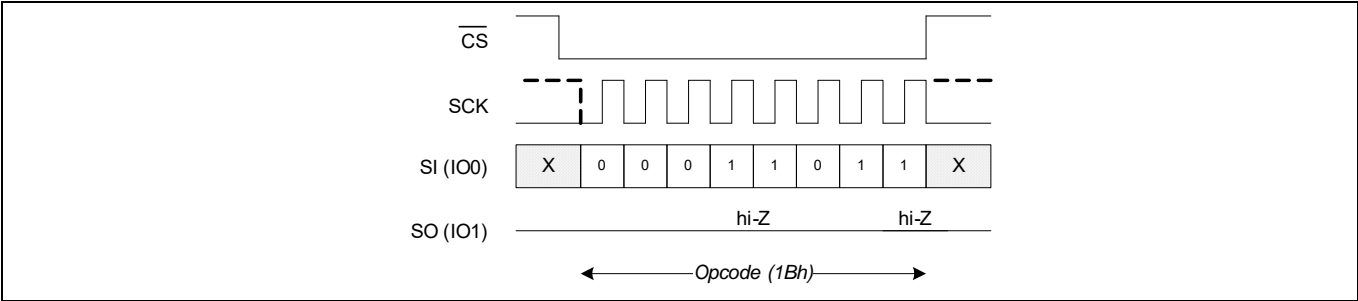 CS
SCK
SI (IO0) X 0 0 0 1 1 0 1 1 X
hi-Z hi-Z
SO (IO1)
Opcode (1Bh)